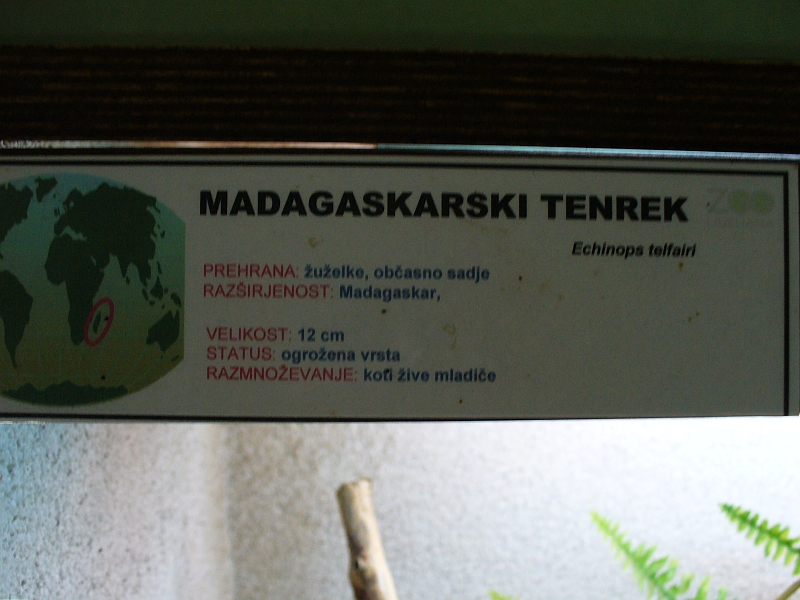 MADAGASKARSKI TENREK
ZOO
Echinops telfairi
PREHRANA: žuželke, občasno sadje
RAZŠIRJENOST: Madagaskar,
VELIKOST: 12 cm
STATUS: ogrožena vrsta
RAZMNOŽEVANJE: koti žive mladiče